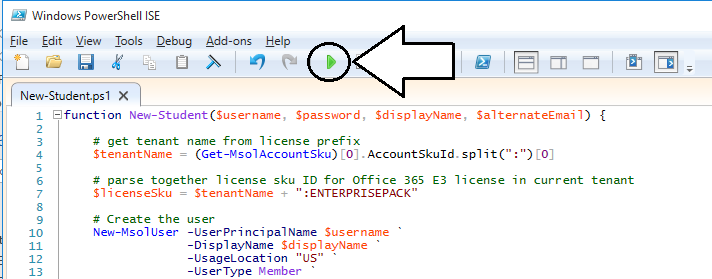 Windows PowerShell ISE
File Edit View Tools Debug Add-ons Help
New-Student.ps1
1 function New-Student($username, $password, $displayName, $alternateEmail) {
2
3 # get tenant name from license prefix
4 $tenantName = (Get-MsolAccountSku)[0].AccountSkuId.split(":")[0]
5
6 # parse together license sku ID for Office 365 E3 license in current tenant
7 $licenseSku = $tenantName + ":ENTERPRISEPACK"
8
9 # Create the user
10 New-MsolUser -UserPrincipalName $username `
11 -DisplayName $displayName `
12 -UsageLocation "US" `
13 -UserType Member `